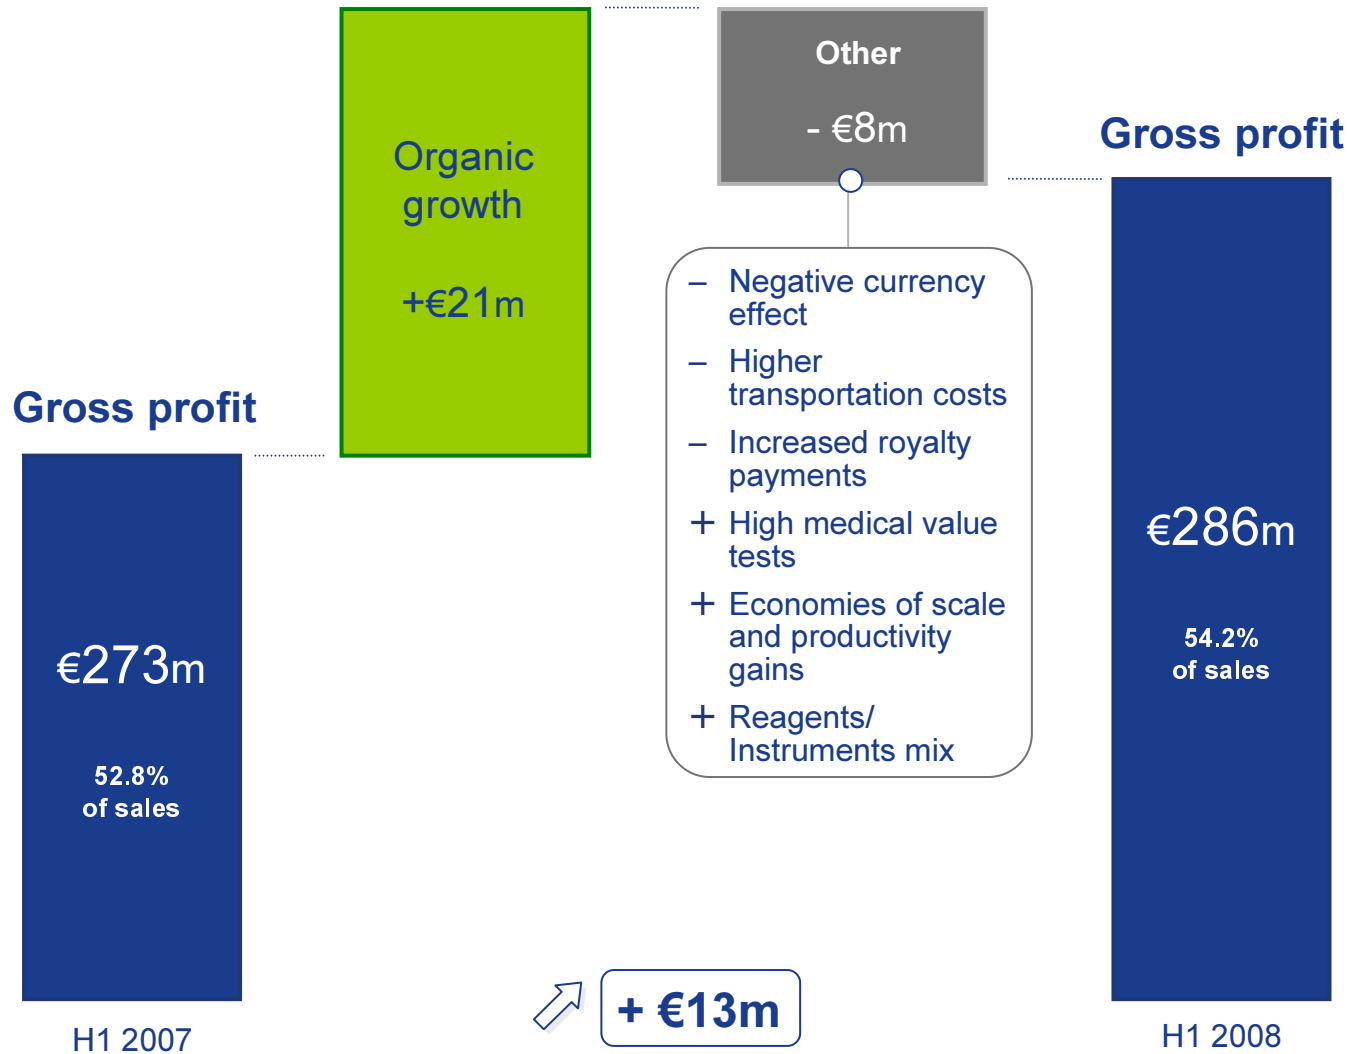 Gross profit
€273m
52.8%
of sales
H1 2007
Organic
growth
+€21m
Other
- €8m
– Negative currency
effect
– Higher
transportation costs
– Increased royalty
payments
+ High medical value
tests
+ Economies of scale
and productivity
gains
+ Reagents/
Instruments mix
+ €13m
Gross profit
€286m
54.2%
of sales
H1 2008